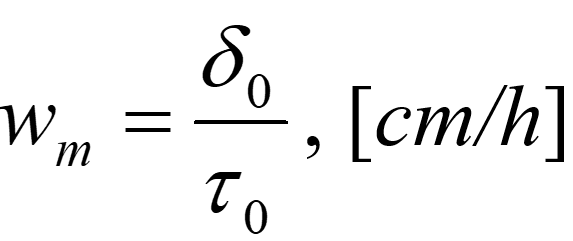 w_m = δ_0 / τ_0 , [cm/h]